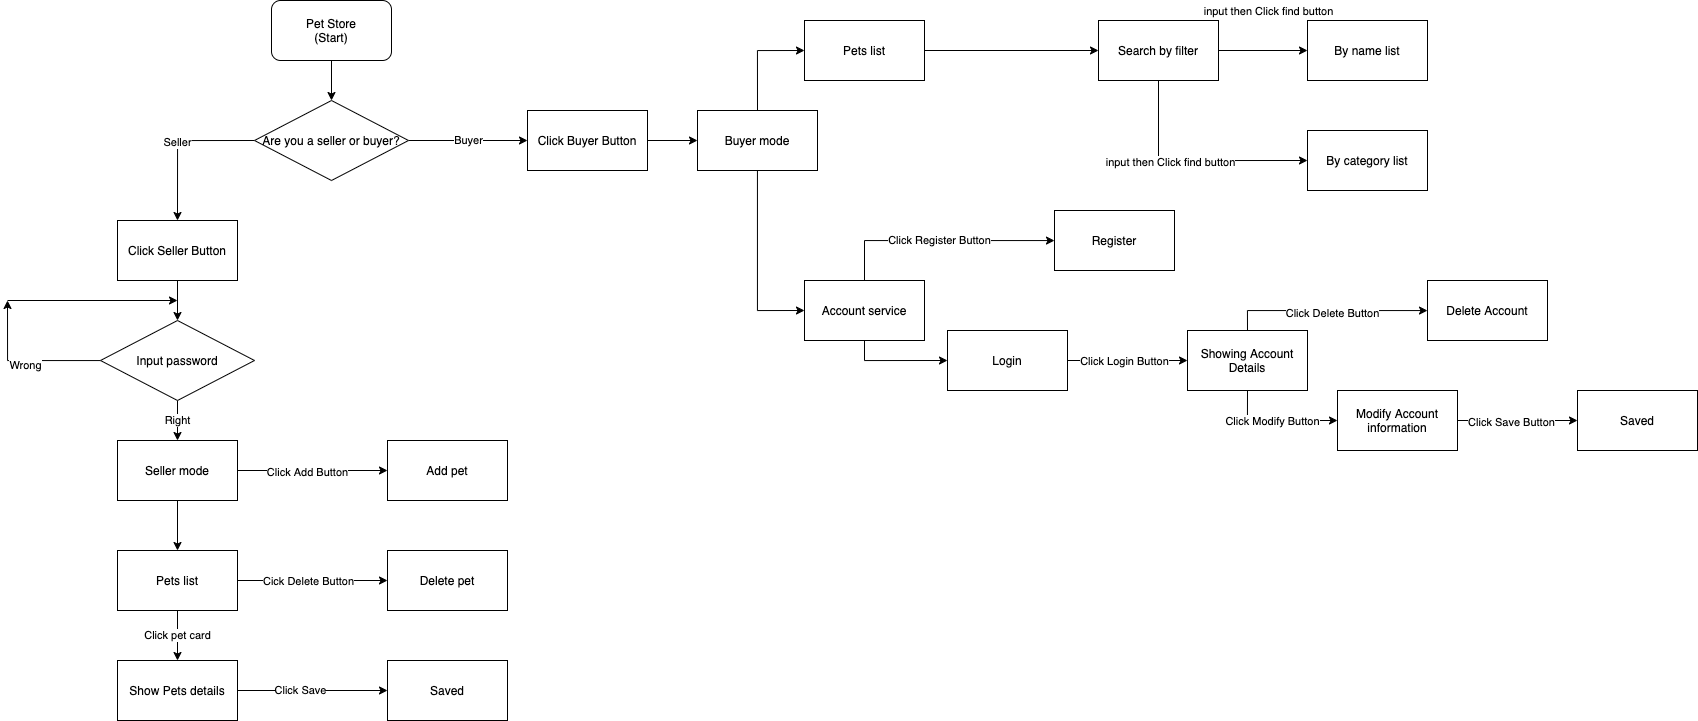 input then Click find button
Pet Store
(Start)
Pets list
Search by filter
By name list
Are you a seller or buyer?
Seller
Buyer
Click Buyer Button
Buyer mode
input then Click find button
By category list
Click Seller Button
Click Register Button
Register
Account service
Click Delete Button
Delete Account
Input password
Wrong
Login
Click Login Button
Showing Account
Details
Right
Click Modify Button
Modify Account
information
Click Save Button
Saved
Seller mode
Click Add Button
Add pet
Pets list
Cick Delete Button
Delete pet
Click pet card
Show Pets details
Click Save
Saved